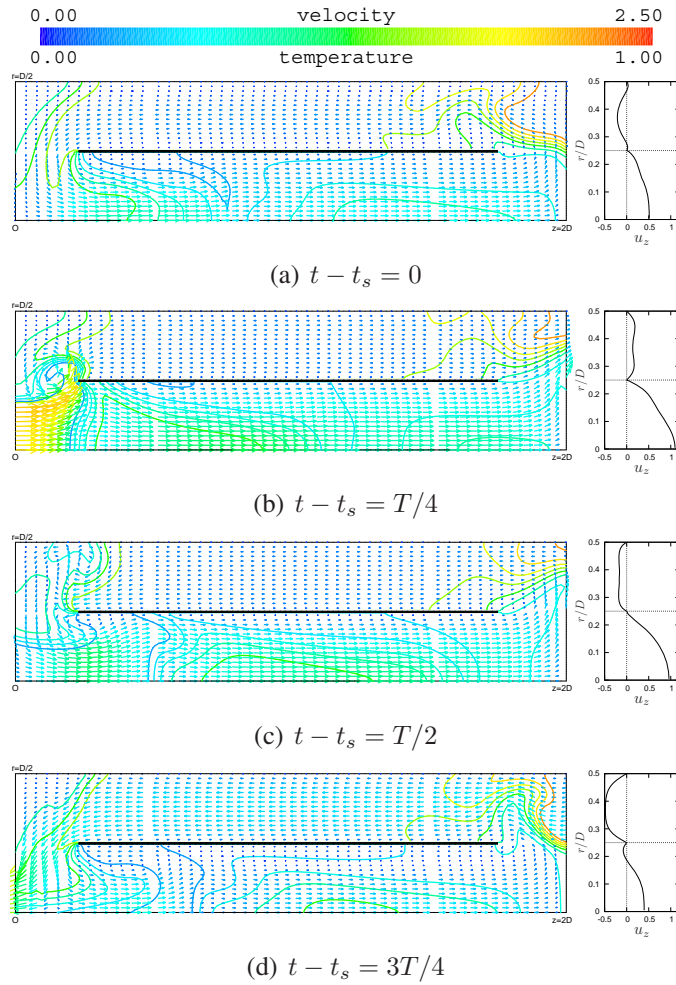 0.00 velocity 2.50
0.00 temperature 1.00
r=D/2
O z=2D
0.5
0.4
0.3
0.2
0.1
0
r/D
-0.5 0 0.5 1
u_z
(a) t − t_s = 0
r=D/2
O z=2D
0.5
0.4
0.3
0.2
0.1
0
r/D
-0.5 0 0.5 1
u_z
(b) t − t_s = T/4
r=D/2
O z=2D
0.5
0.4
0.3
0.2
0.1
0
r/D
-0.5 0 0.5 1
u_z
(c) t − t_s = T/2
r=D/2
O z=2D
0.5
0.4
0.3
0.2
0.1
0
r/D
-0.5 0 0.5 1
u_z
(d) t − t_s = 3T/4